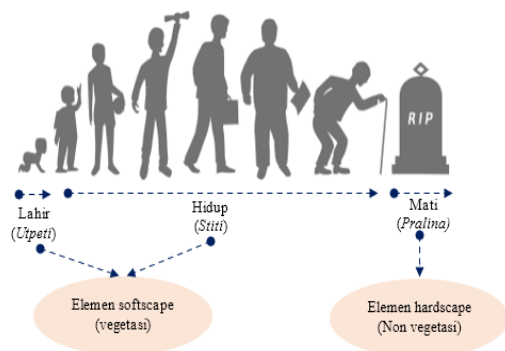 RIP
Lahir
(Utpeti)
Hidup
(Stiti)
Mati
(Pralina)
Elemen softscape
(vegetasi)
Elemen hardscape
(Non vegetasi)